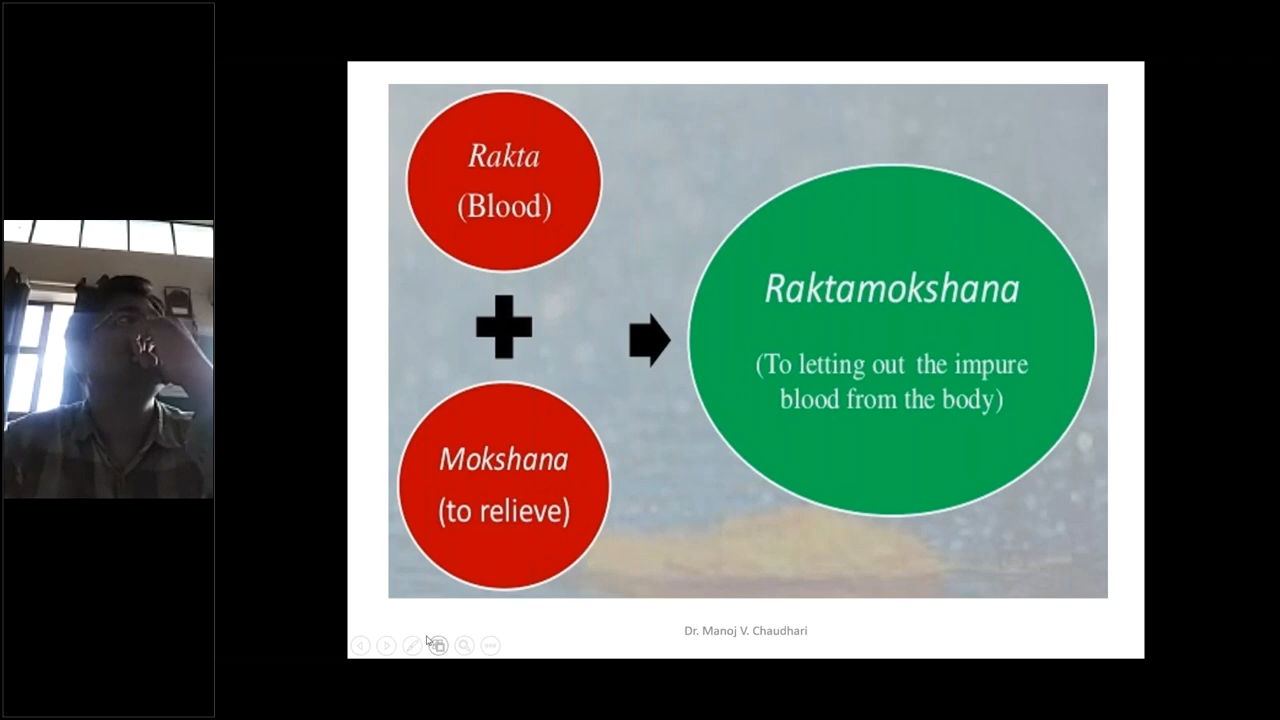 Rakta
(Blood)
Mokshana
(to relieve)
Raktamokshana
(To letting out the impure
blood from the body)
Dr. Manoj V. Chaudhari